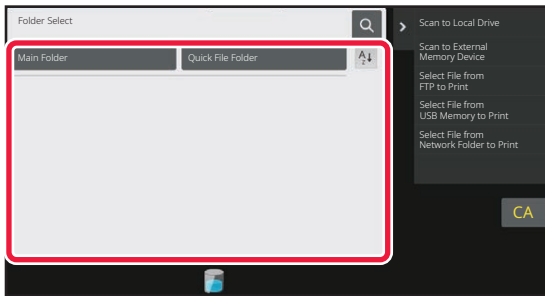 Folder Select
Main Folder
Quick File Folder
A
Z
Scan to Local Drive
Scan to External
Memory Device
Select File from
FTP to Print
Select File from
USB Memory to Print
Select File from
Network Folder to Print
CA